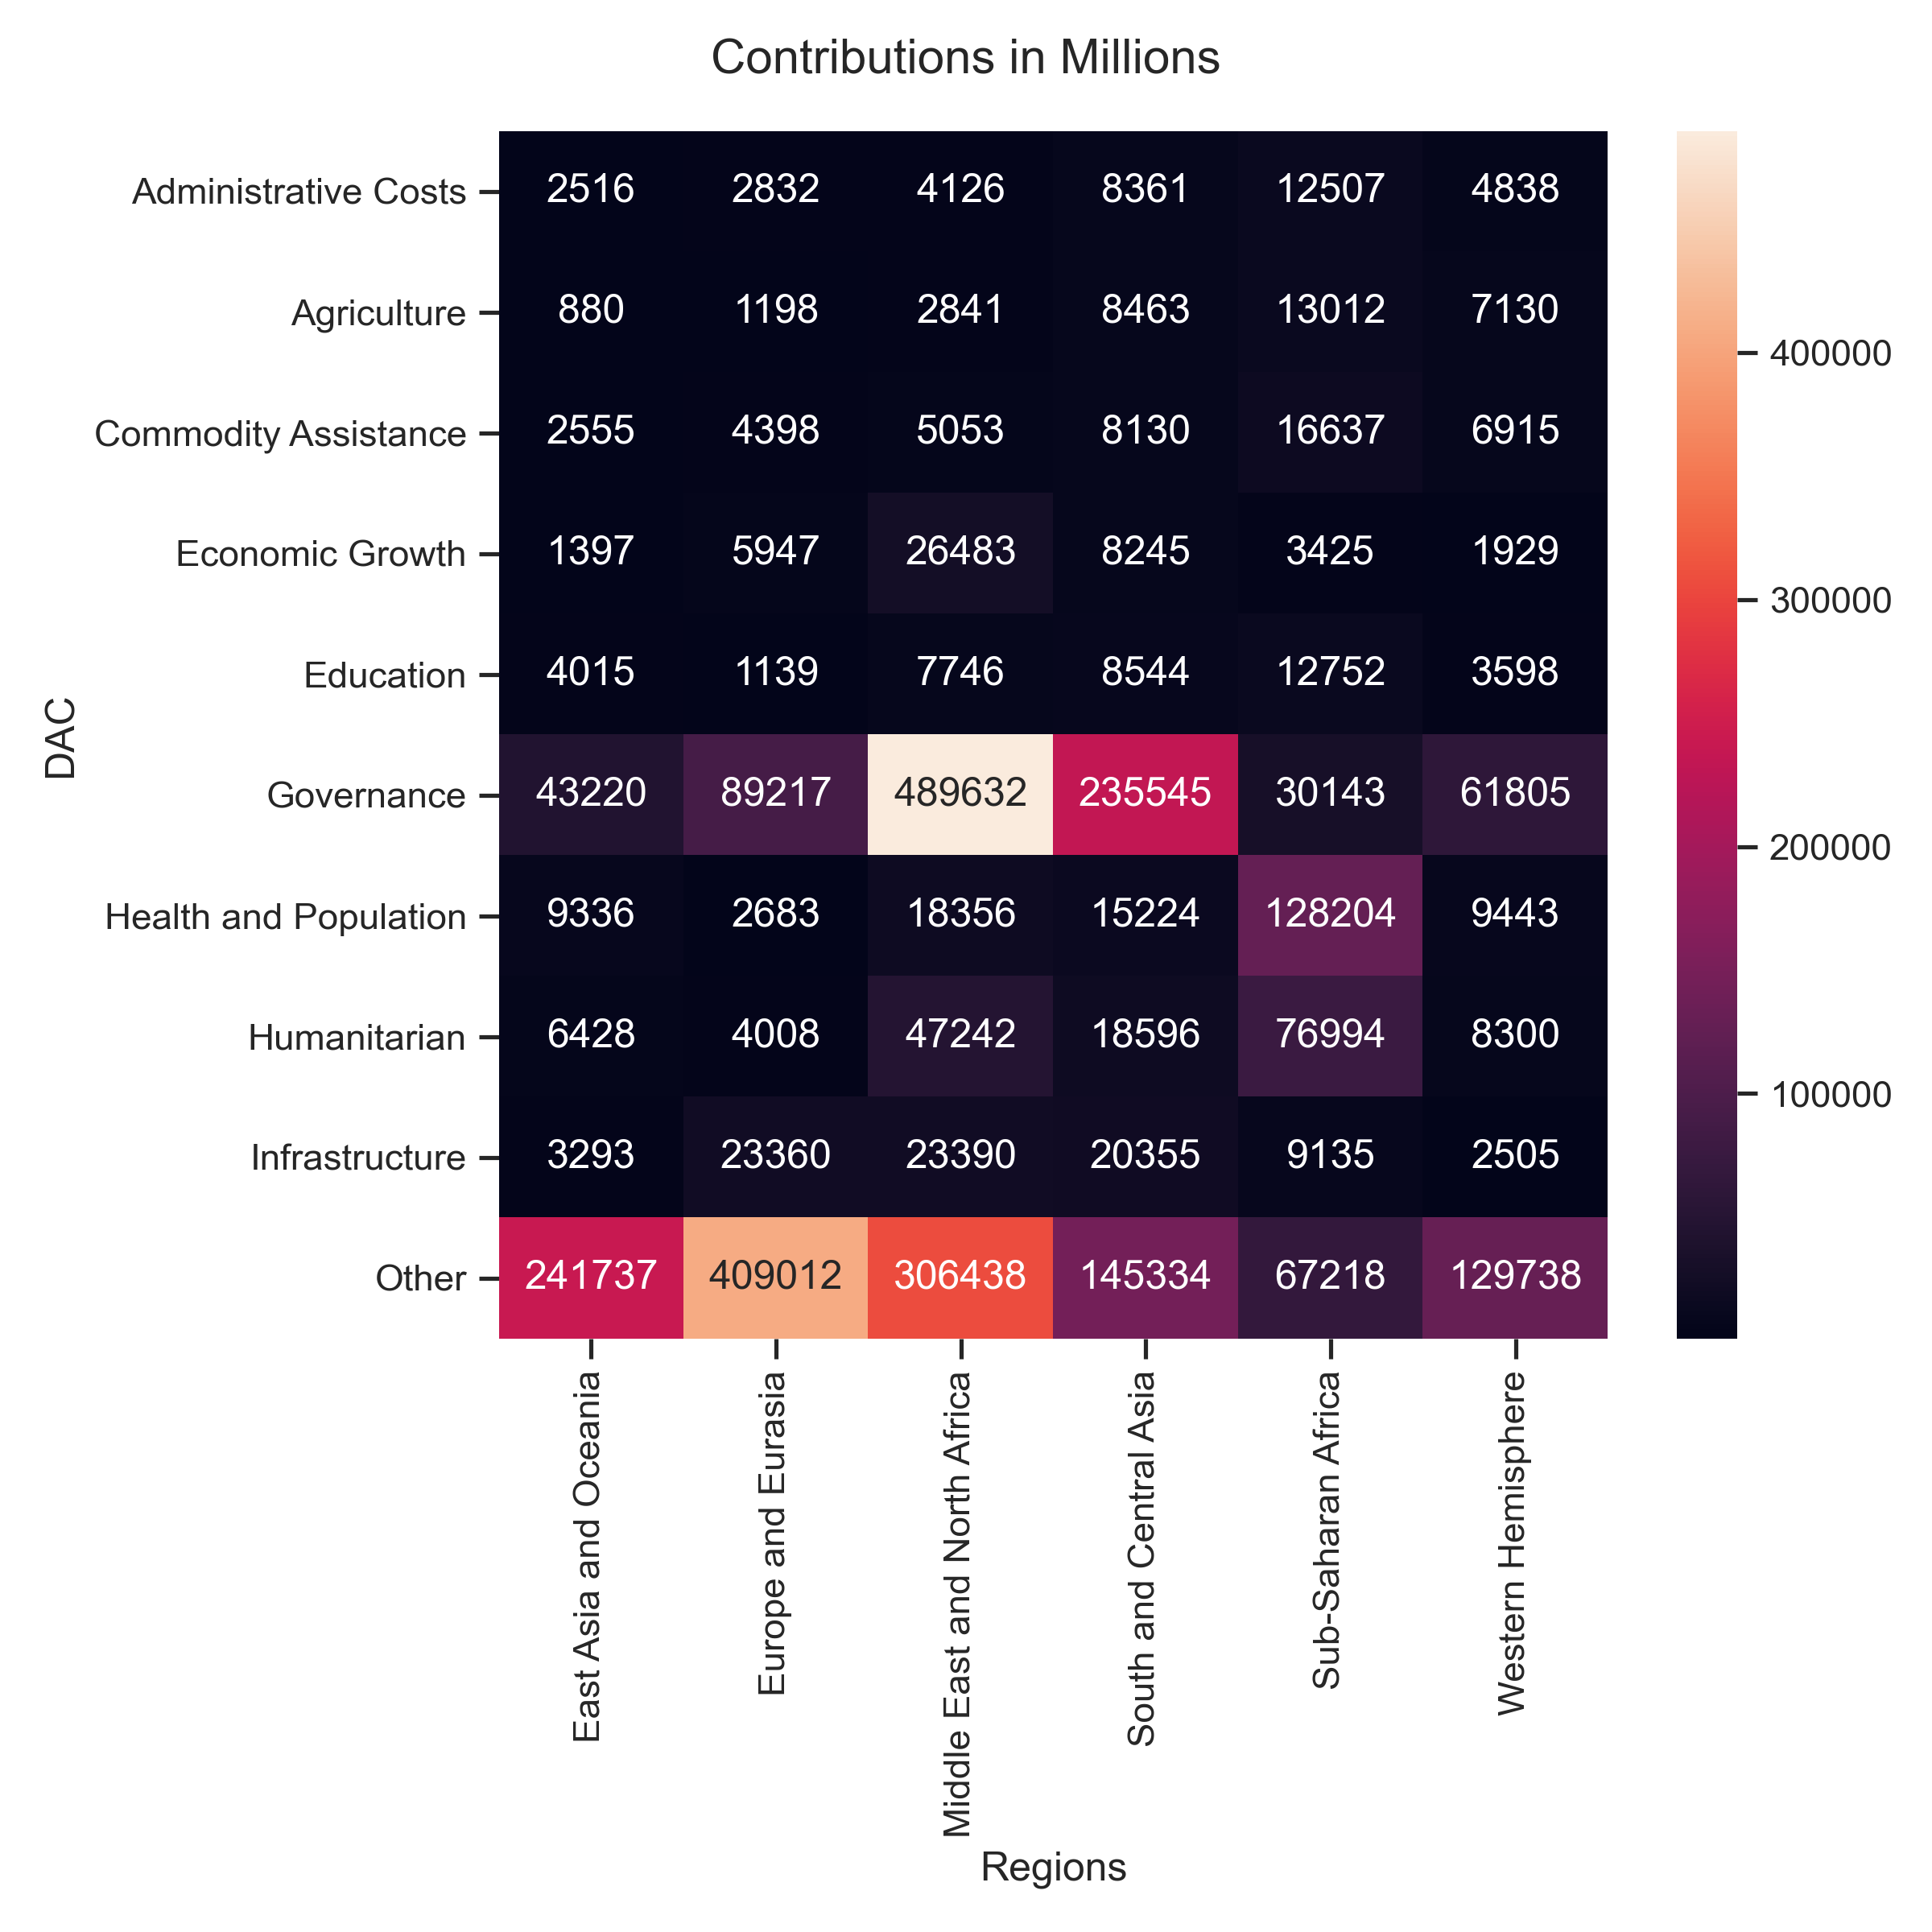 Contributions in Millions
Administrative Costs 2516 2832 4126 8361 12507 4838
Agriculture 880 1198 2841 8463 13012 7130
Commodity Assistance 2555 4398 5053 8130 16637 6915
Economic Growth 1397 5947 26483 8245 3425 1929
Education 4015 1139 7746 8544 12752 3598
Governance 43220 89217 489632 235545 30143 61805
Health and Population 9336 2683 18356 15224 128204 9443
Humanitarian 6428 4008 47242 18596 76994 8300
Infrastructure 3293 23360 23390 20355 9135 2505
Other 241737 409012 306438 145334 67218 129738
DAC
East Asia and Oceania
Europe and Eurasia
Middle East and North Africa
South and Central Asia
Sub-Saharan Africa
Western Hemisphere
Regions
400000
300000
200000
100000